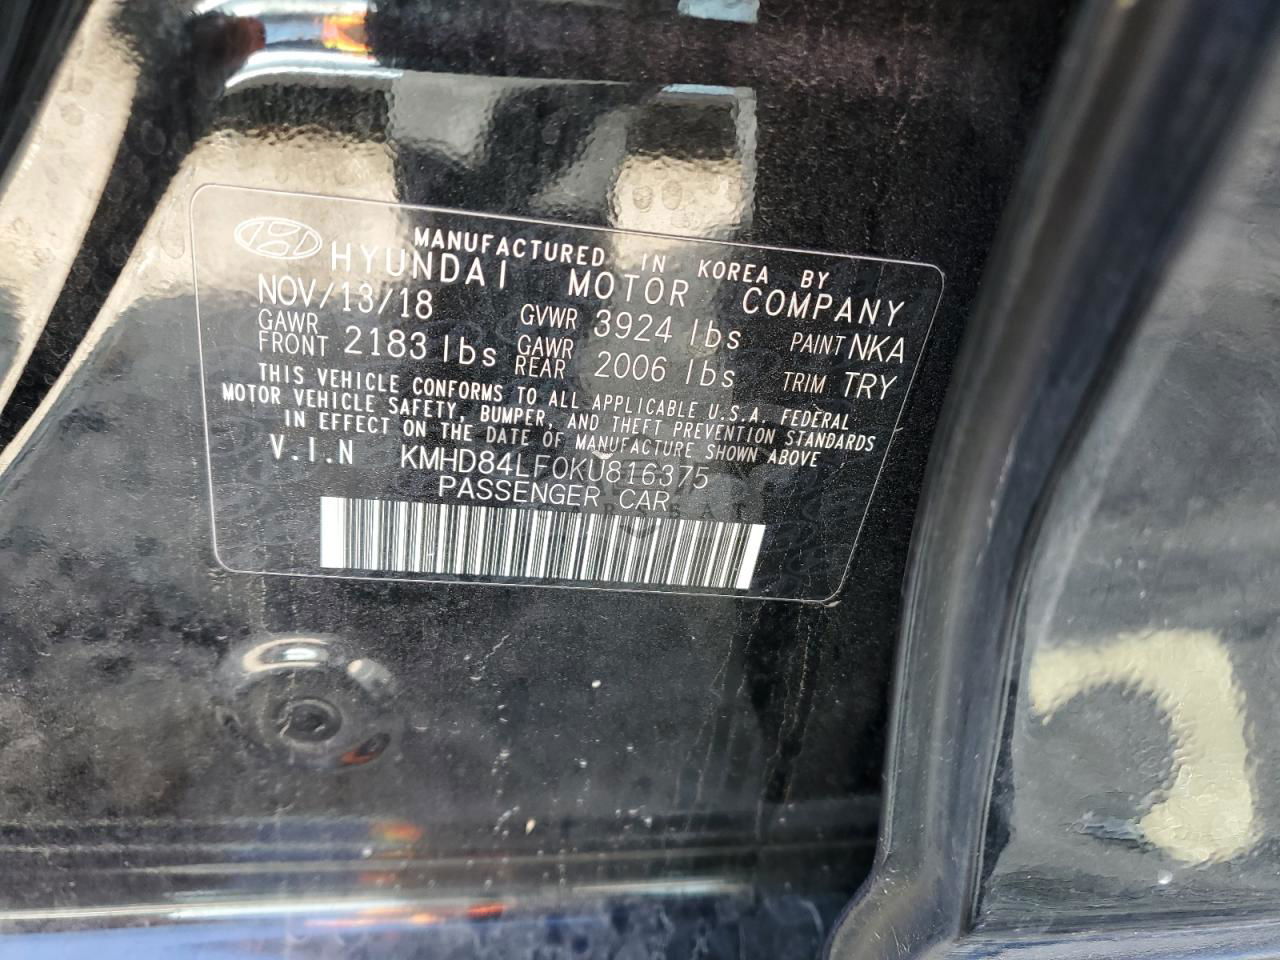 MANUFACTURED IN KOREA BY
HYUNDAI MOTOR COMPANY
NOV/13/18 GVWR 3924 lbs PAINT NKA
GAWR FRONT 2183 lbs GAWR REAR 2006 lbs TRIM TRY
THIS VEHICLE CONFORMS TO ALL APPLICABLE U.S.A. FEDERAL
MOTOR VEHICLE SAFETY, BUMPER, AND THEFT PREVENTION STANDARDS
IN EFFECT ON THE DATE OF MANUFACTURE SHOWN ABOVE
V.I.N KMHD84LF0KU816375
PASSENGER CAR